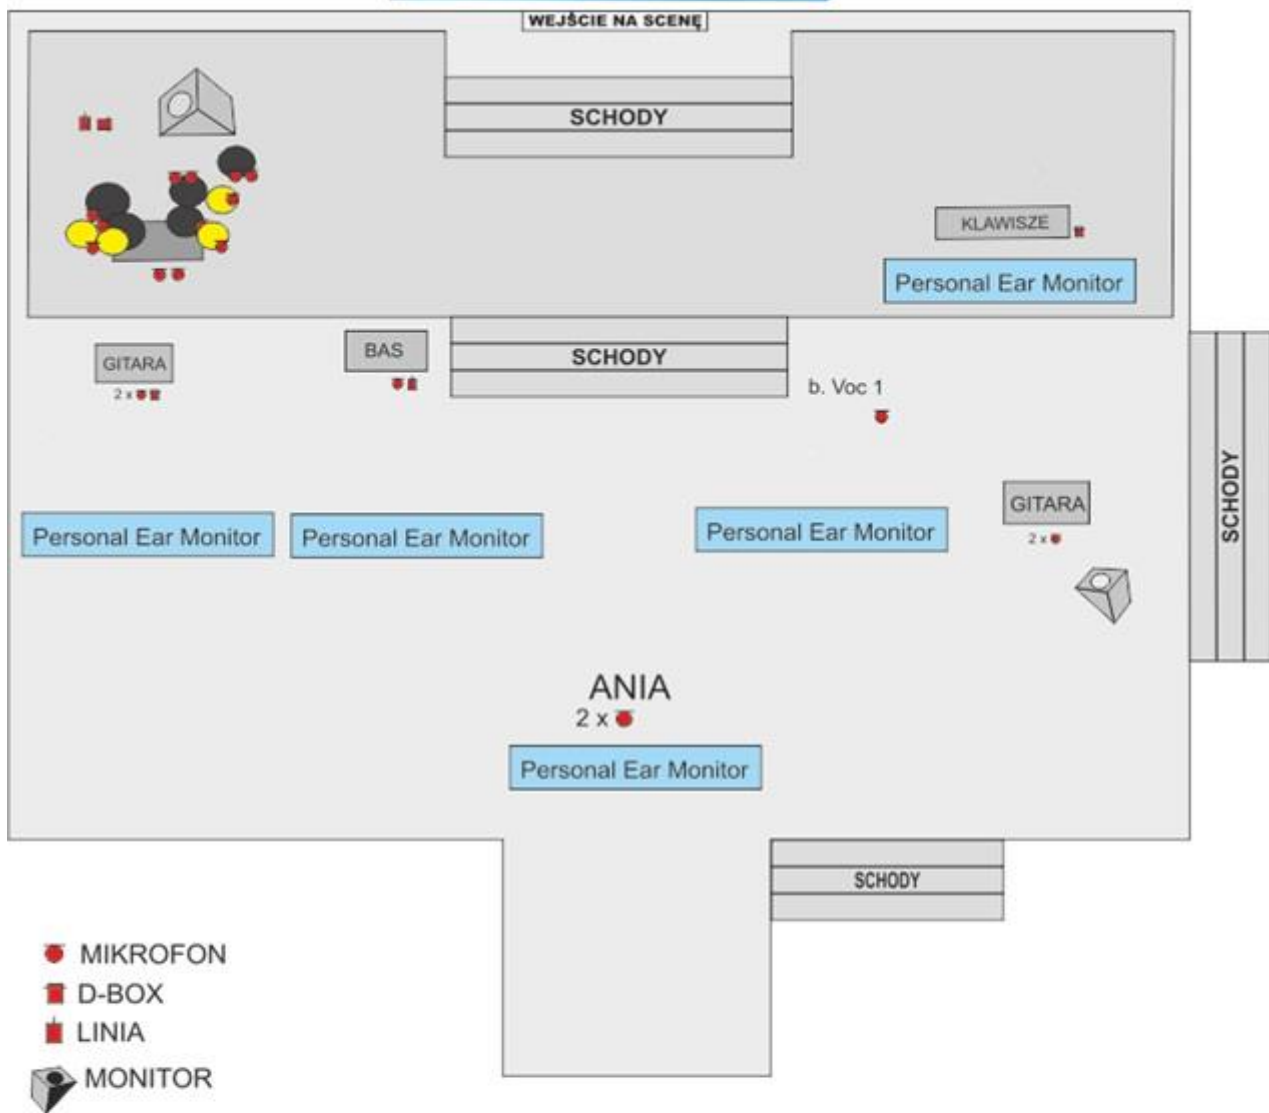 WEJŚCIE NA SCENĘ
SCHODY
KLAWISZE
Personal Ear Monitor
GITARA
2 x
BAS
SCHODY
b. Voc 1
SCHODY
GITARA
2 x
Personal Ear Monitor
Personal Ear Monitor
Personal Ear Monitor
ANIA
2 x
Personal Ear Monitor
SCHODY
MIKROFON
D-BOX
LINIA
MONITOR